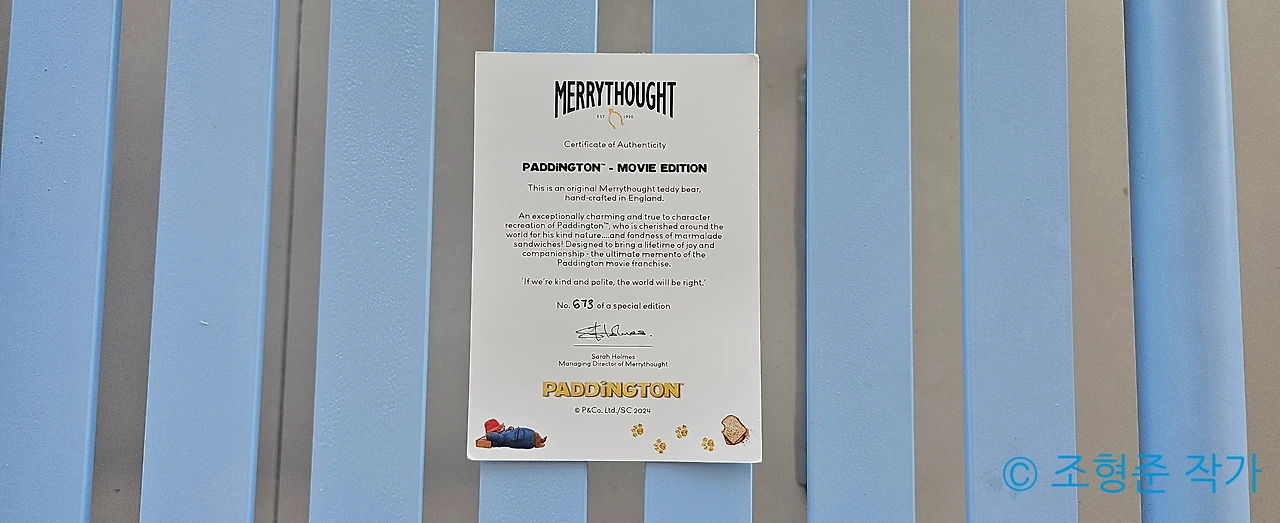 MERRYTHOUGHT
EST 1930
Certificate of Authenticity
PADDiNGTON™ - MOVIE EDITION
This is an original Merrythought teddy bear,
hand-crafted in England.
An exceptionally charming and true to character
recreation of Paddington™, who is cherished around the
world for his kind nature....and fondness of marmalade
sandwiches! Designed to bring a lifetime of joy and
companionship - the ultimate memento of the
Paddington movie franchise.
'If we're kind and polite, the world will be right.'
No. 673 of a special edition
SHolmes.
Sarah Holmes
Managing Director of Merrythought
PADDiNGTON™
© P&Co. Ltd./SC 2024
© 조형준 작가